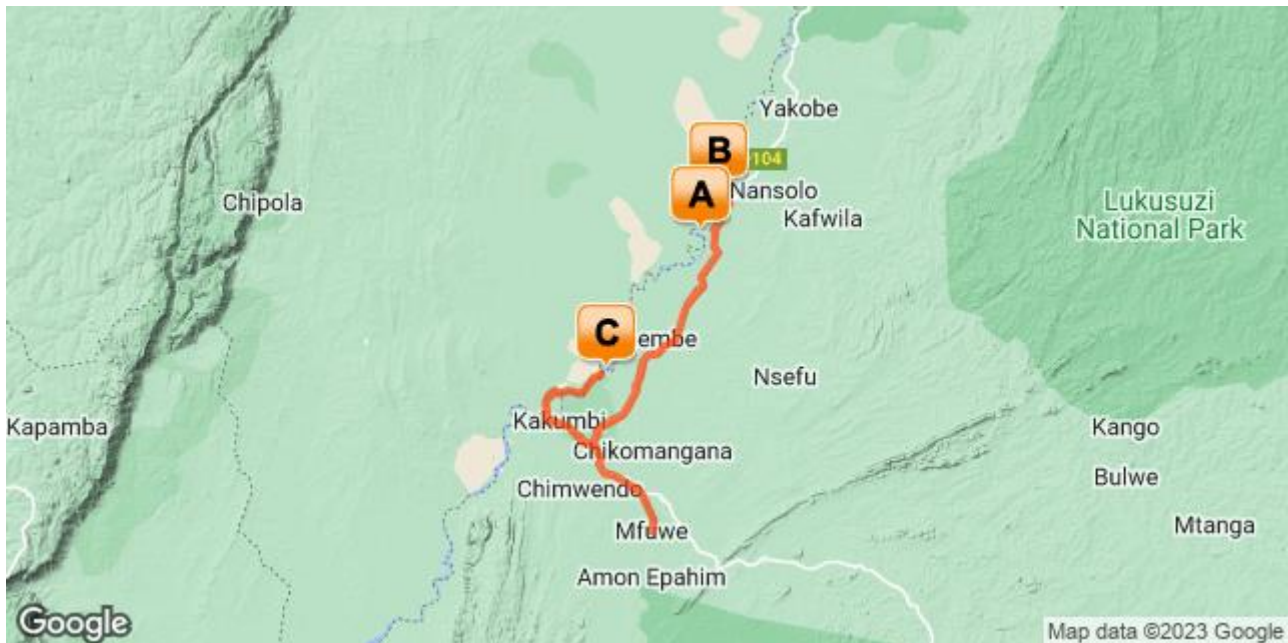 Yakobe
B
104
A
Nansolo
Chipola
Kafwila
Lukusuzi
National Park
C
embe
Nsefu
Kapamba
Kakumbi
Kango
Chikomangana
Bulwe
Chimwendo
Mfuwe
Mtanga
Amon Epahim
Google
Map data ©2023 Google